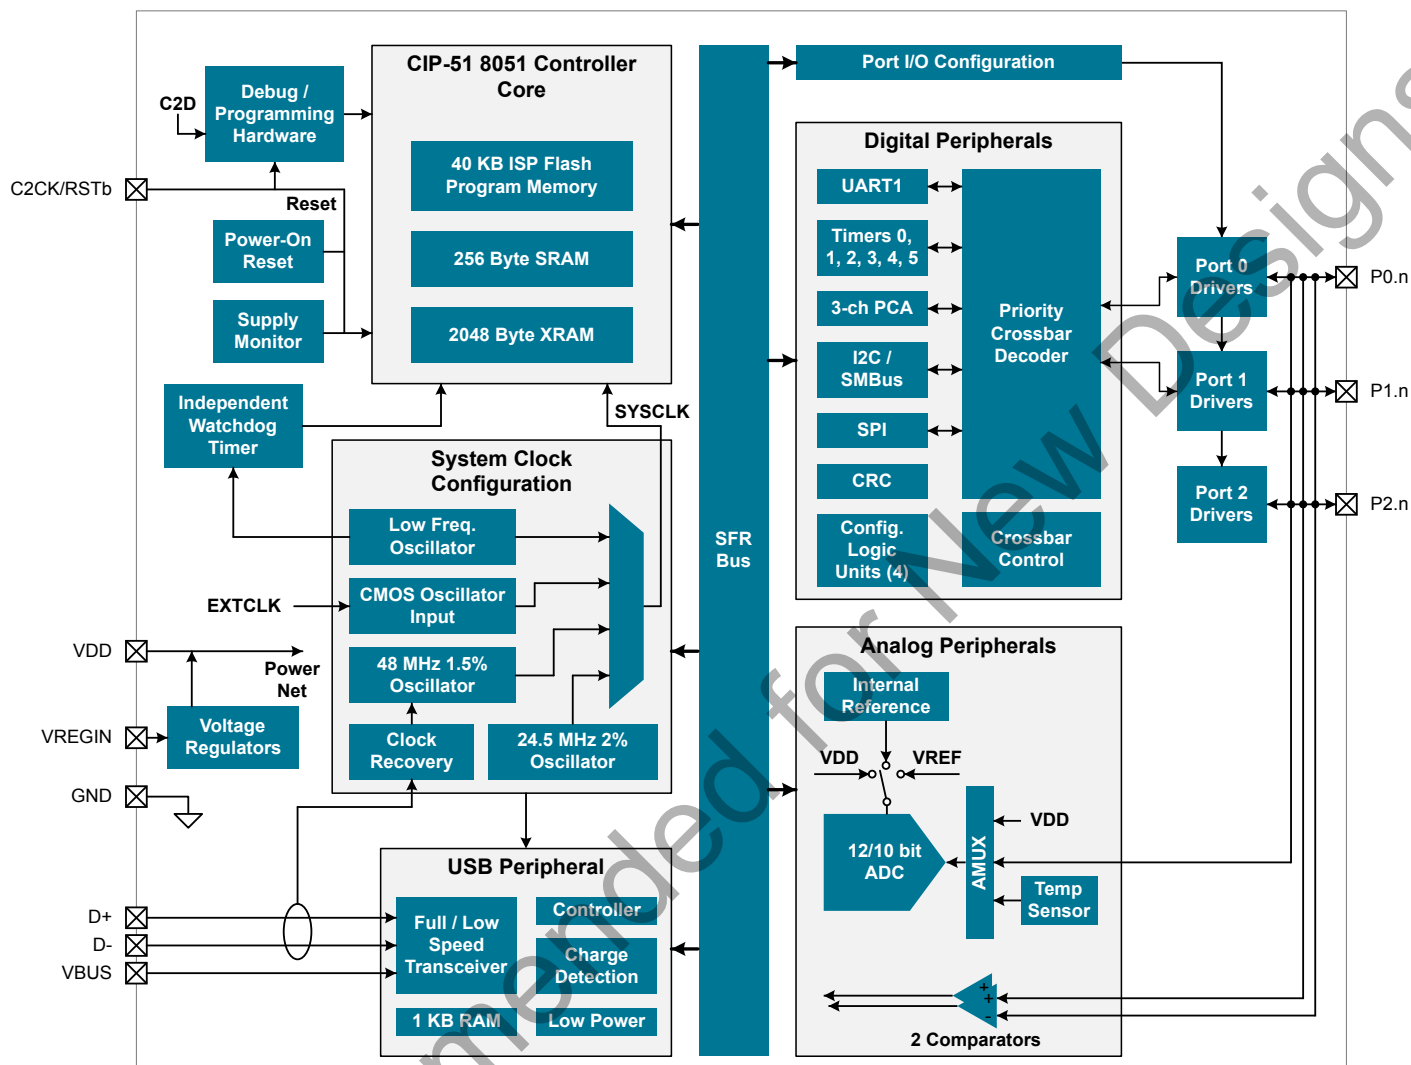 CIP-51 8051 Controller
Core
40 KB ISP Flash
Program Memory
256 Byte SRAM
2048 Byte XRAM
C2D
Debug /
Programming
Hardware
C2CK/RSTb
Reset
Power-On
Reset
Supply
Monitor
Independent
Watchdog
Timer
SYSCLK
System Clock
Configuration
Low Freq.
Oscillator
EXTCLK
CMOS Oscillator
Input
48 MHz 1.5%
Oscillator
Clock
Recovery
24.5 MHz 2%
Oscillator
VDD
Power
Net
VREGIN
Voltage
Regulators
GND
USB Peripheral
D+
D-
VBUS
Full / Low
Speed
Transceiver
1 KB RAM
Controller
Charge
Detection
Low Power
SFR
Bus
Port I/O Configuration
Digital Peripherals
UART1
Timers 0,
1, 2, 3, 4, 5
3-ch PCA
I2C /
SMBus
SPI
CRC
Config.
Logic
Units (4)
Priority
Crossbar
Decoder
Crossbar
Control
Port 0
Drivers
P0.n
Port 1
Drivers
P1.n
Port 2
Drivers
P2.n
Analog Peripherals
Internal
Reference
VDD
VREF
12/10 bit
ADC
AMUX
VDD
Temp
Sensor
+
+
-
2 Comparators
mended for New Designs